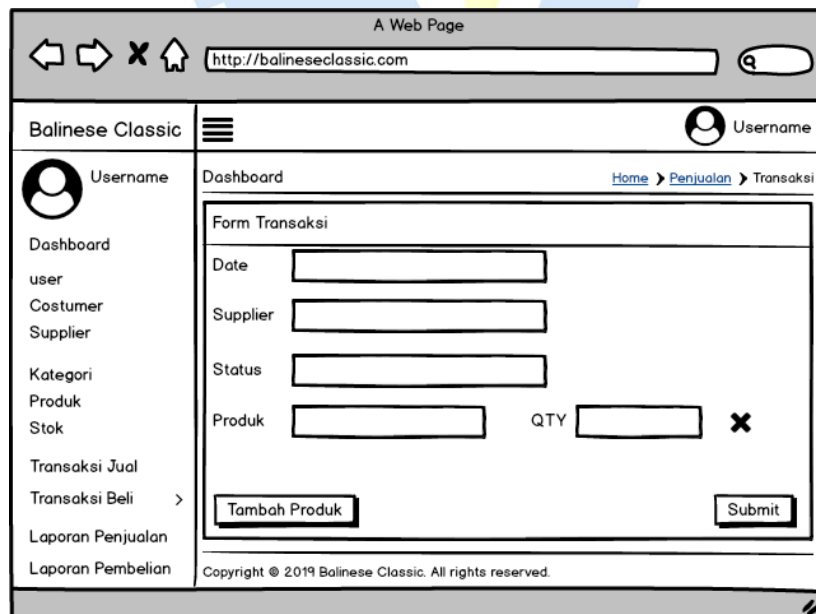 A Web Page
http://balineseclassic.com
Balinese Classic
Username
Username
Dashboard
user
Costumer
Supplier
Kategori
Produk
Stok
Transaksi Jual
Transaksi Beli
Laporan Penjualan
Laporan Pembelian
Dashboard
Home Penjualan Transaksi
Form Transaksi
Date
Supplier
Status
Produk QTY
Tambah Produk Submit
Copyright © 2019 Balinese Classic. All rights reserved.